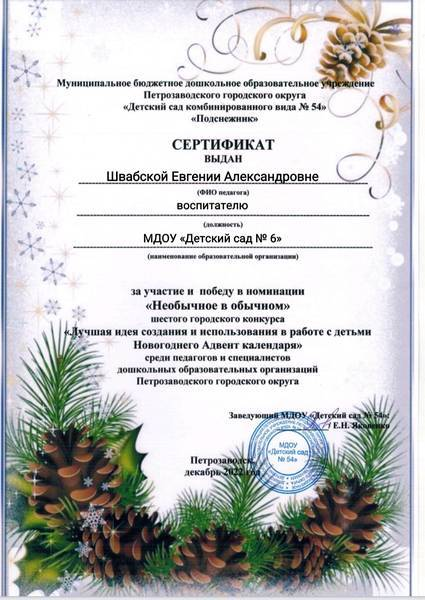 Муниципальное бюджетное дошкольное образовательное учреждение
Петрозаводского городского округа
«Детский сад комбинированного вида № 54»
«Подснежник»
СЕРТИФИКАТ
ВЫДАН
Швабской Евгении Александровне
(ФИО педагога)
воспитателю
(должность)
МДОУ «Детский сад № 6»
(наименование образовательной организации)
за участие и победу в номинации
«Необычное в обычном»
шестого городского конкурса
«Лучшая идея создания и использования в работе с детьми
Новогоднего Адвент календаря»
среди педагогов и специалистов
дошкольных образовательных организаций
Петрозаводского городского округа
Заведующий МДОУ «Детский сад № 54»:
Е.Н. Яковенко
МДОУ
«Детский сад
№ 54»
Петрозаводск,
декабрь 2022 год